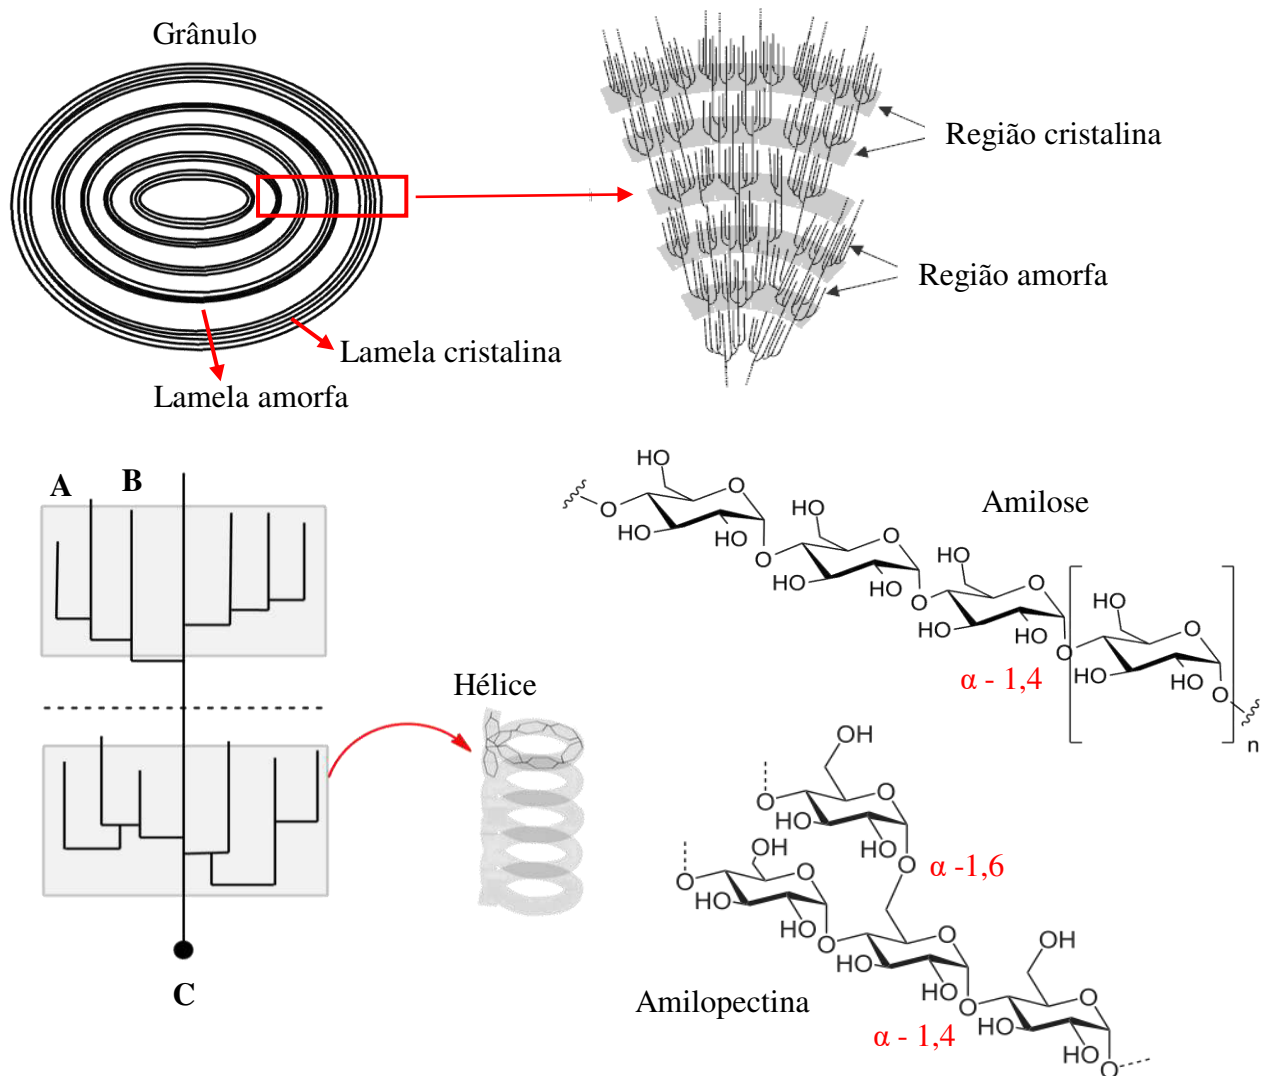 Grânulo
Região cristalina
Região amorfa
Lamela cristalina
Lamela amorfa
A
B
C
Hélice
HO
O
O
HO
HO
O
HO
O
HO
HO
O
HO
O
HO
HO
O
HO
O
HO
HO
O
n
Amilose
α - 1,4
OH
O
O
HO
HO
O
α -1,6
OH
O
O
HO
HO
O
O
HO
HO
O
OH
O
HO
HO
O
Amilopectina
α - 1,4